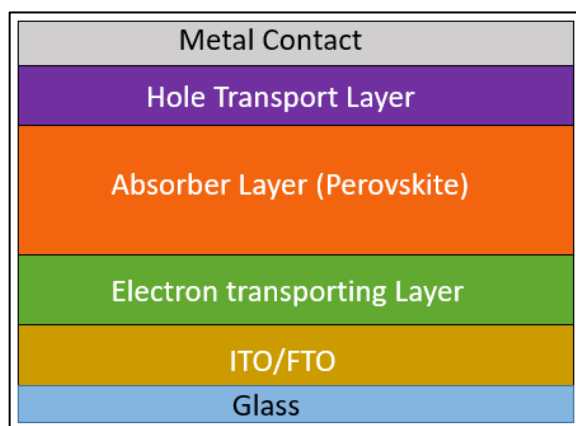 Metal Contact
Hole Transport Layer
Absorber Layer (Perovskite)
Electron transporting Layer
ITO/FTO
Glass